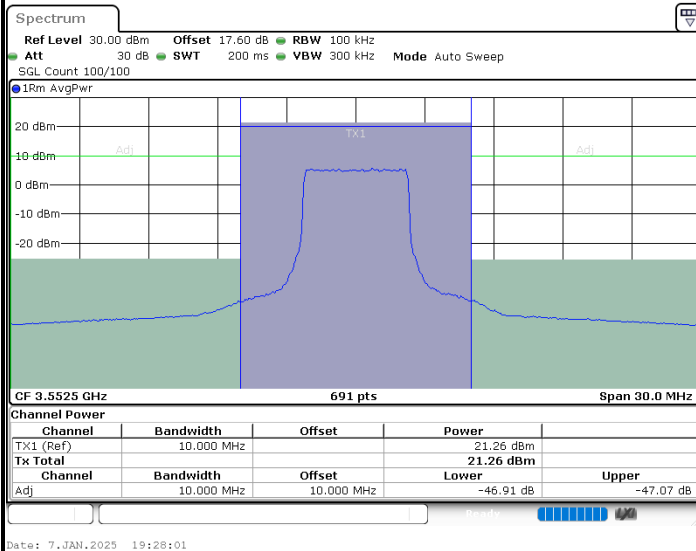 Spectrum
Ref Level 30.00 dBm Offset 17.60 dB RBW 100 kHz
Att 30 dB SWT 200 ms VBW 300 kHz Mode Auto Sweep
SGL Count 100/100
1Rm AvgPwr
20 dBm
TX1
Adj Adj
10 dBm
0 dBm
-10 dBm
-20 dBm
CF 3.5525 GHz 691 pts Span 30.0 MHz
Channel Power
Channel Bandwidth Offset Power
TX1 (Ref) 10.000 MHz 21.26 dBm
Tx Total 21.26 dBm
Channel Bandwidth Offset Lower Upper
Adj 10.000 MHz 10.000 MHz -46.91 dB -47.07 dB
Ready
Date: 7.JAN.2025 19:28:01